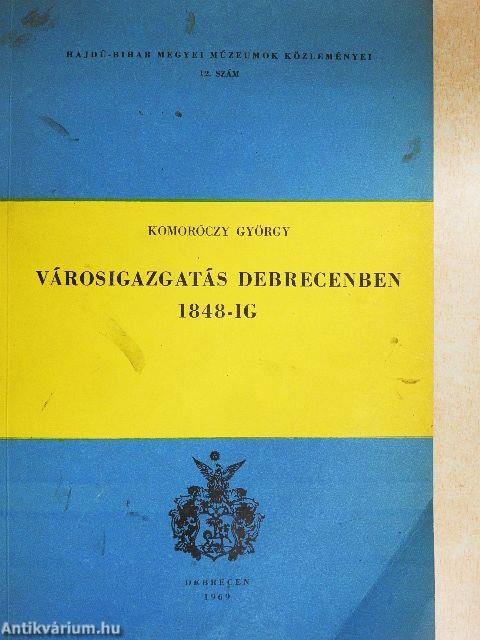 HAJDÚ-BIHAR MEGYEI MÚZEUMOK KÖZLEMÉNYEI
12. SZÁM
KOMORÓCZY GYÖRGY
VÁROSIGAZGATÁS DEBRECENBEN
1848-IG
DEBRECEN
1969
Antikvárium.hu